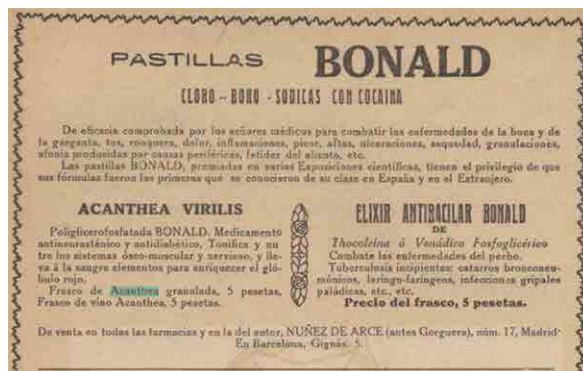 PASTILLAS BONALD
CLORO - BORO - SODICAS CON COCAINA
De eficacia comprobada por los señores médicos para combatir las enfermedades de la boca y de
la garganta, tos, ronquera, dolor, inflamaciones, picor, aftas, ulceraciones, sequedad, granulaciones,
afonía producidas por causas periféricas, fetidez del aliento, etc.
Las pastillas BONALD, premiadas en varias Exposiciones científicas, tienen el privilegio de que
sus fórmulas fueron las primeras que se conocieron de su clase en España y en el Extranjero.
ACANTHEA VIRILIS
Poliglicerofosfatada BONALD. Medicamento
antineurasténico y antidiabético, Tonifica y nu
tre los sistemas óseo-muscular y nervioso, y lle-
va á la sangre elementos para enriquecer el gló-
bulo rojo.
Frasco de Acanthea granulada, 5 pesetas.
Frasco de vino Acanthea, 5 pesetas.
ELIXIR ANTIBACILAR BONALD
DE
Thocolcina ó Venádico Fosfoglicérico
Combate las enfermedades del pecho.
Tuberculosis incipientes: catarros bronconeu-
mónicos, laringo-faringeos, infecciones gripales
palúdicas, etc., etc.
Precio del frasco, 5 pesetas.
De venta en todas las farmacias y en la del autor, NUÑEZ DE ARCE (antes Gorguera), núm. 17, Madrid-
En Barcelona, Gignás. 5.